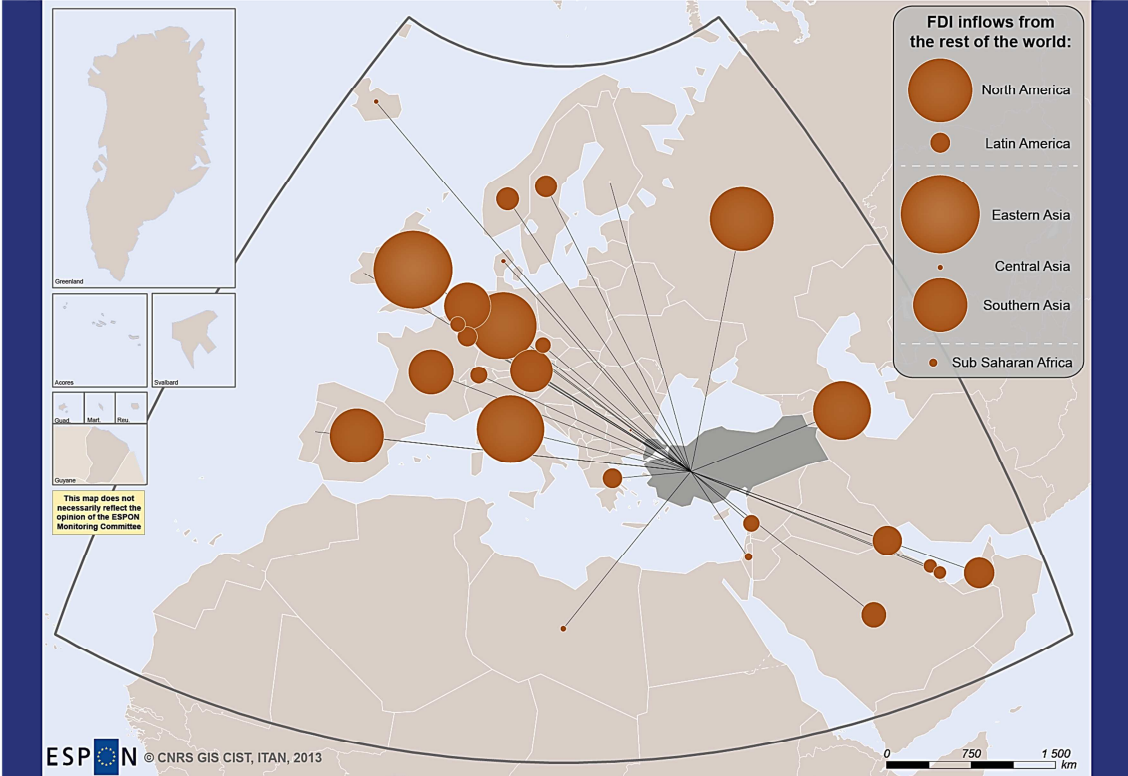 FDI inflows from
the rest of the world:
North America
Latin America
Eastern Asia
Central Asia
Southern Asia
Sub Saharan Africa
Greenland
Acores
Svalbard
Guad.
Mart.
Reu.
Guyane
This map does not
necessarily reflect the
opinion of the ESPON
Monitoring Committee
ESPON © CNRS GIS CIST, ITAN, 2013
0 750 1 500
km